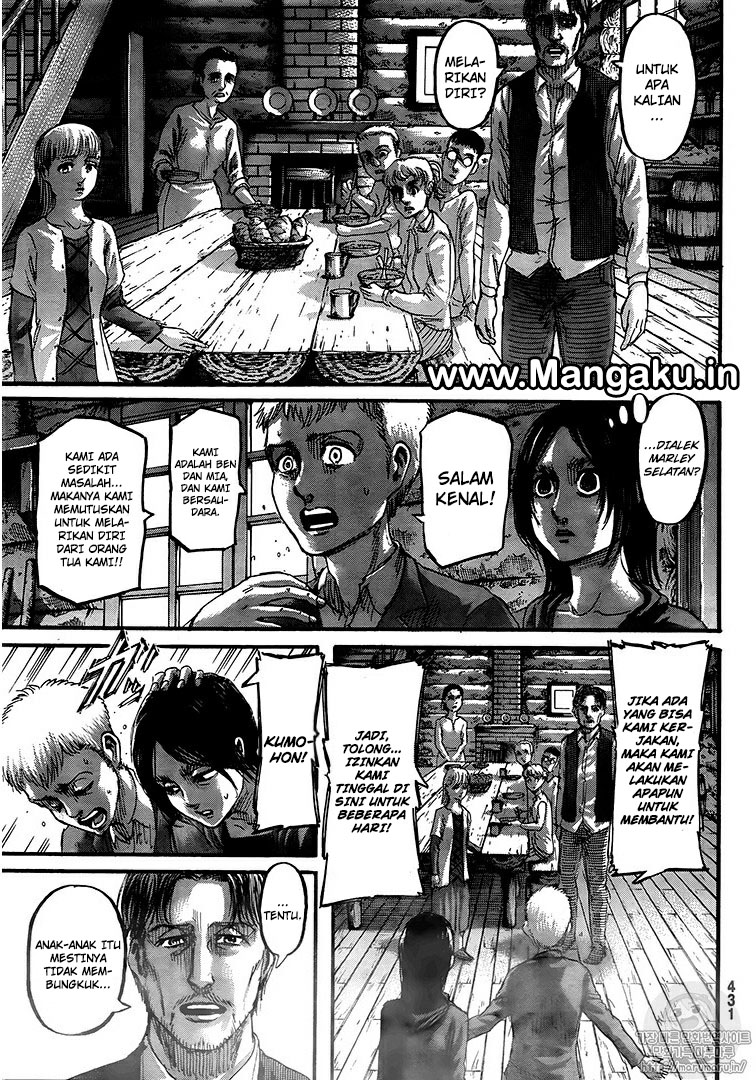 UNTUK
APA
KALIAN
...
MELA-
RIKAN
DIRI?
www.Mangaku.in
...DIALEK
MARLEY
SELATAN?
SALAM
KENAL!
KAMI
ADALAH BEN
DAN MIA,
DAN KAMI
BERSAU-
DARA.
KAMI ADA
SEDIKIT
MASALAH...
MAKANYA KAMI
MEMUTUSKAN
UNTUK MELA-
RIKAN DIRI
DARI ORANG
TUA KAMI!!
JIKA ADA
YANG BISA
KAMI KER-
JAKAN,
MAKA KAMI
AKAN ME-
LAKUKAN
APAPUN
UNTUK
MEMBANTU!
JADI,
TOLONG...
IZINKAN
KAMI
TINGGAL DI
SINI UNTUK
BEBERAPA
HARI!
KUMO-
HON!
...
TENTU.
ANAK-ANAK ITU
MESTINYA
TIDAK MEM-
BUNGKUK...
431
http://marumaru.in/